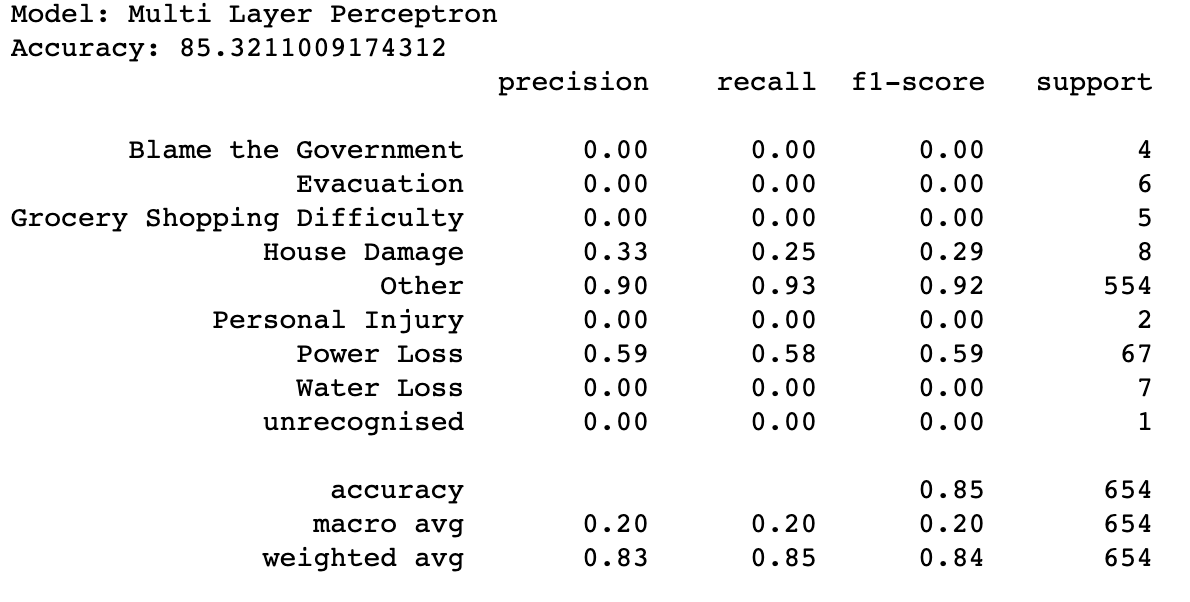 Model: Multi Layer Perceptron
Accuracy: 85.3211009174312
precision recall f1-score support
Blame the Government 0.00 0.00 0.00 4
Evacuation 0.00 0.00 0.00 6
Grocery Shopping Difficulty 0.00 0.00 0.00 5
House Damage 0.33 0.25 0.29 8
Other 0.90 0.93 0.92 554
Personal Injury 0.00 0.00 0.00 2
Power Loss 0.59 0.58 0.59 67
Water Loss 0.00 0.00 0.00 7
unrecognised 0.00 0.00 0.00 1
accuracy 0.85 654
macro avg 0.20 0.20 0.20 654
weighted avg 0.83 0.85 0.84 654